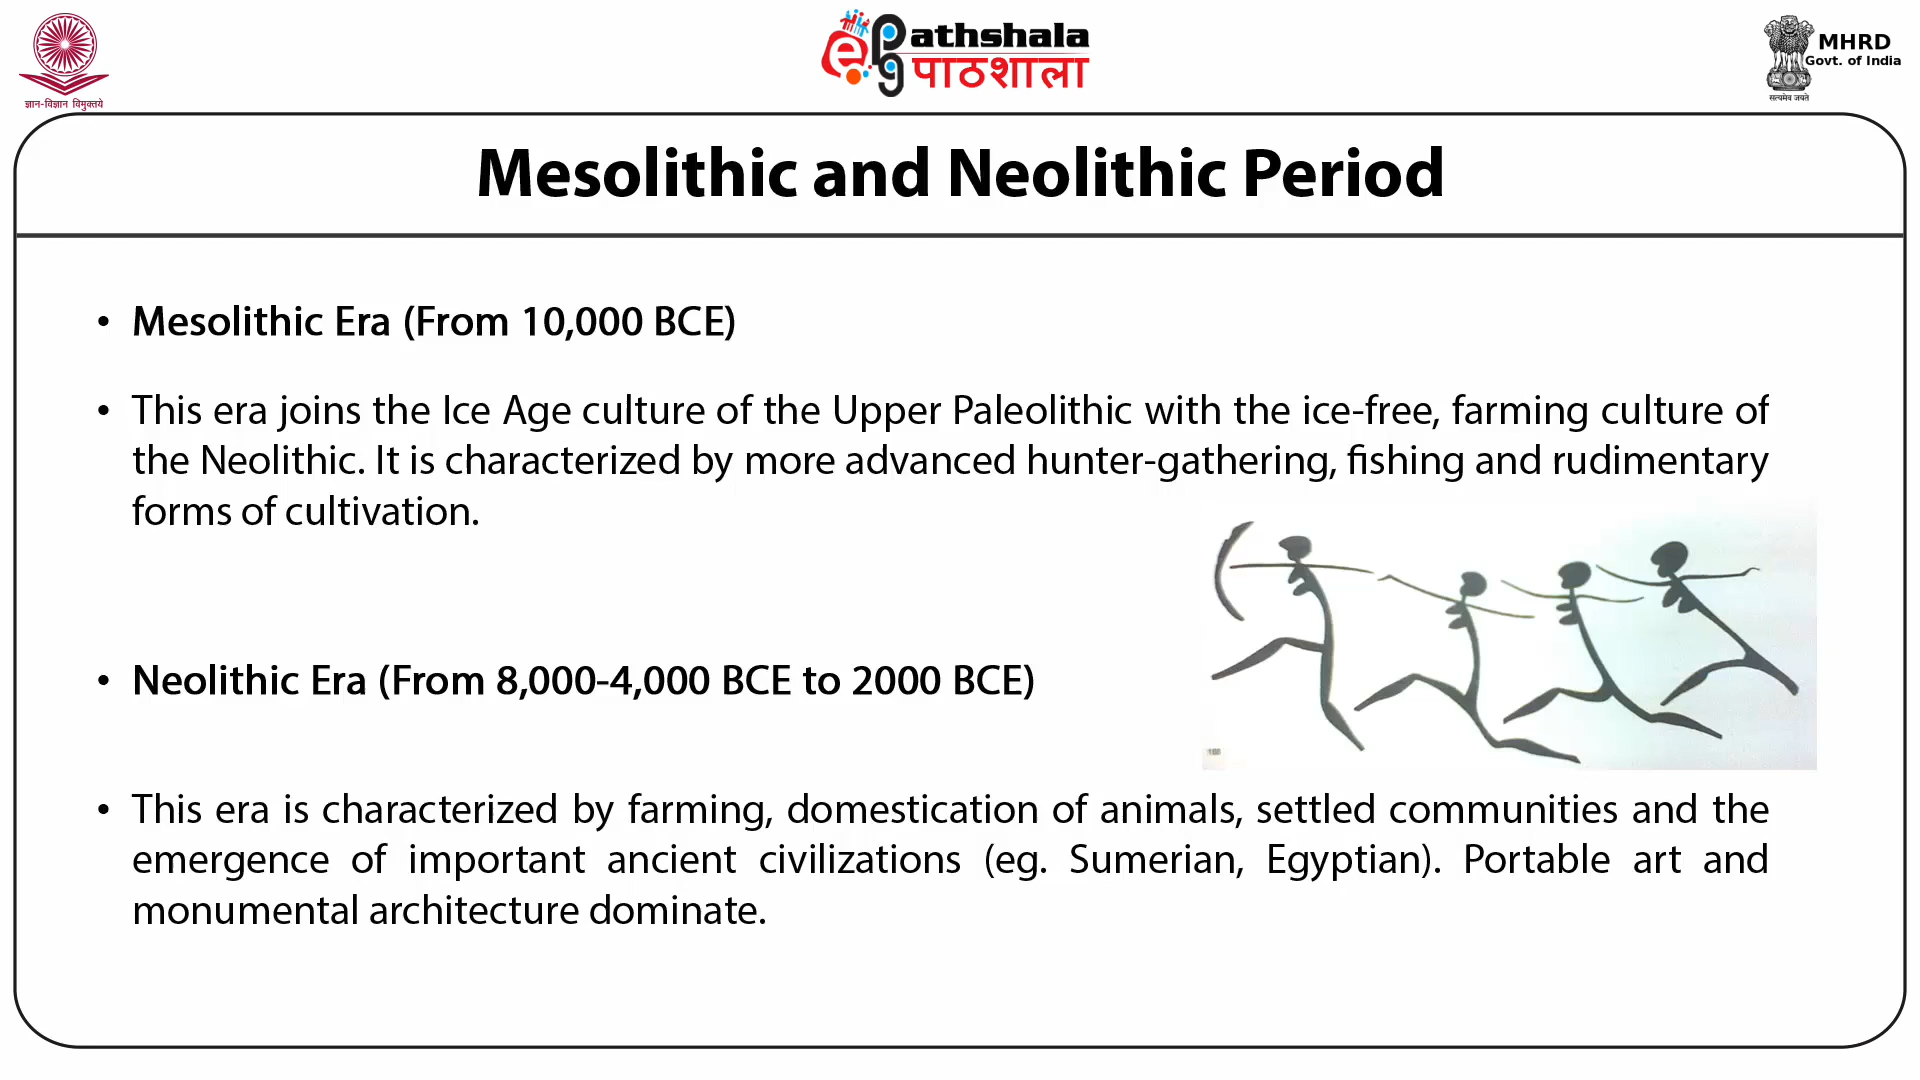 ज्ञान-विज्ञान विमुक्तये
ePG athshala
पाठशाला
MHRD
Govt. of India
सत्यमेव जयते
Mesolithic and Neolithic Period
• Mesolithic Era (From 10,000 BCE)
• This era joins the Ice Age culture of the Upper Paleolithic with the ice-free, farming culture of
the Neolithic. It is characterized by more advanced hunter-gathering, fishing and rudimentary
forms of cultivation.
• Neolithic Era (From 8,000-4,000 BCE to 2000 BCE)
• This era is characterized by farming, domestication of animals, settled communities and the
emergence of important ancient civilizations (eg. Sumerian, Egyptian). Portable art and
monumental architecture dominate.